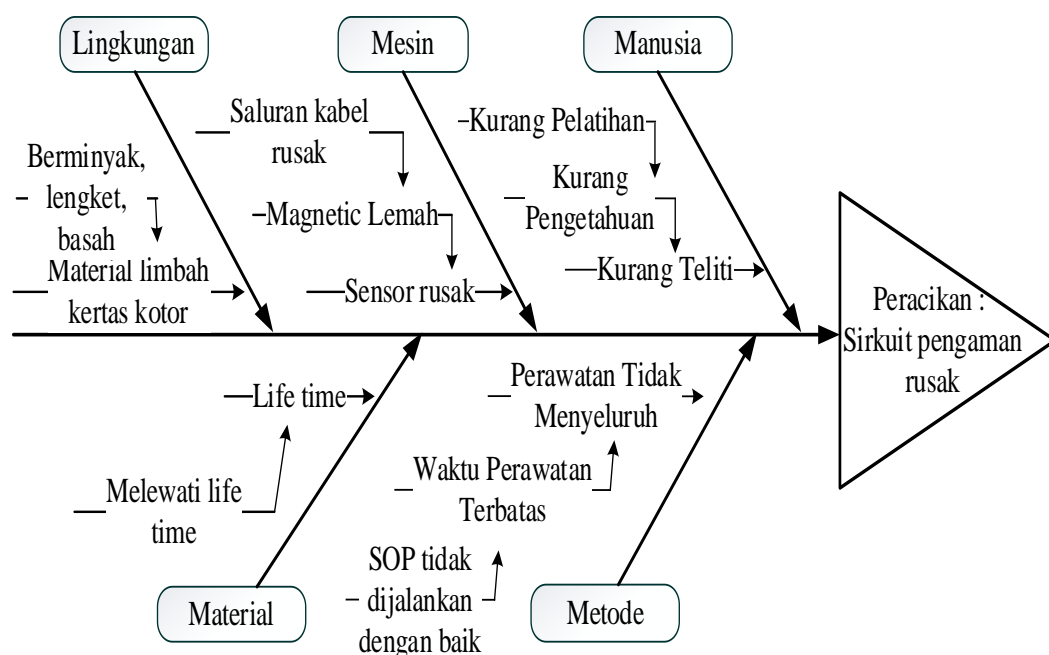 Lingkungan
Mesin
Manusia
Berminyak,
lengket,
basah
Material limbah
kertas kotor
Saluran kabel
rusak
Magnetic Lemah
Sensor rusak
Kurang Pelatihan
Kurang
Pengetahuan
Kurang Teliti
Peracikan :
Sirkuit pengaman
rusak
Life time
Melewati life
time
Material
Perawatan Tidak
Menyeluruh
Waktu Perawatan
Terbatas
SOP tidak
dijalankan
dengan baik
Metode